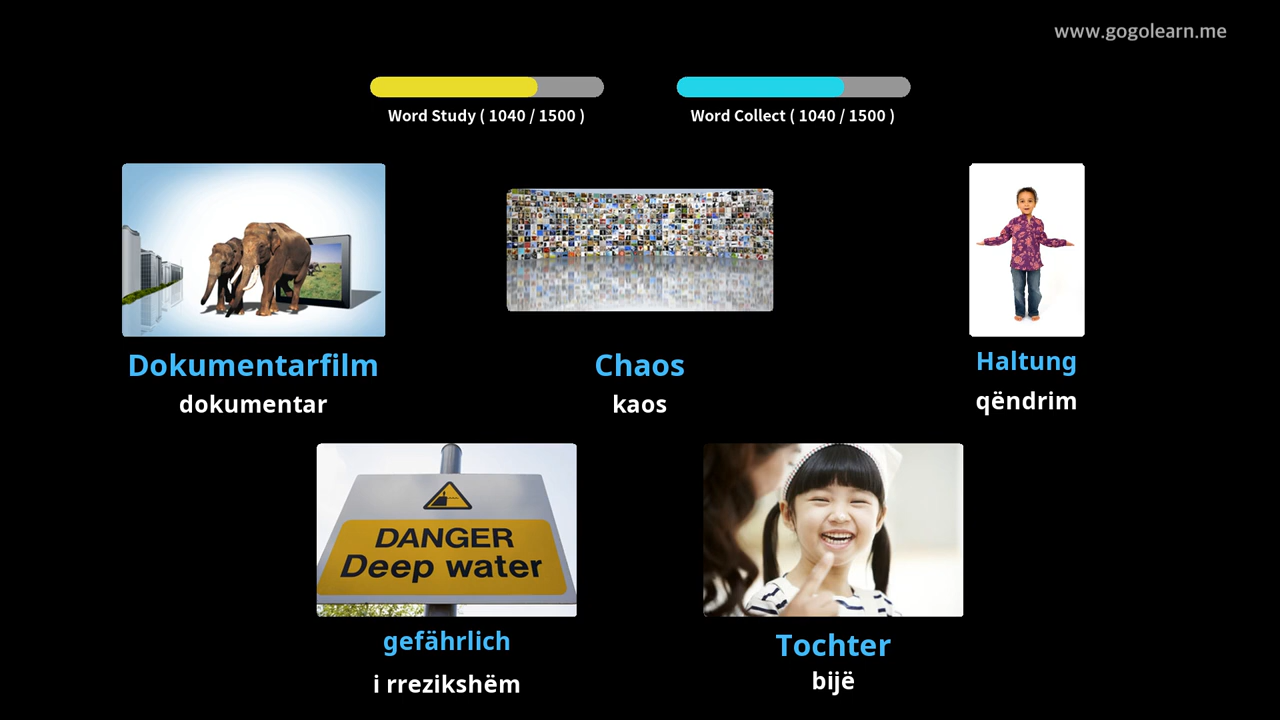 www.gogolearn.me
Word Study ( 1040 / 1500 )
Word Collect ( 1040 / 1500 )
Dokumentarfilm
dokumentar
Chaos
kaos
Haltung
qëndrim
DANGER
Deep water
gefährlich
i rrezikshëm
Tochter
bijë